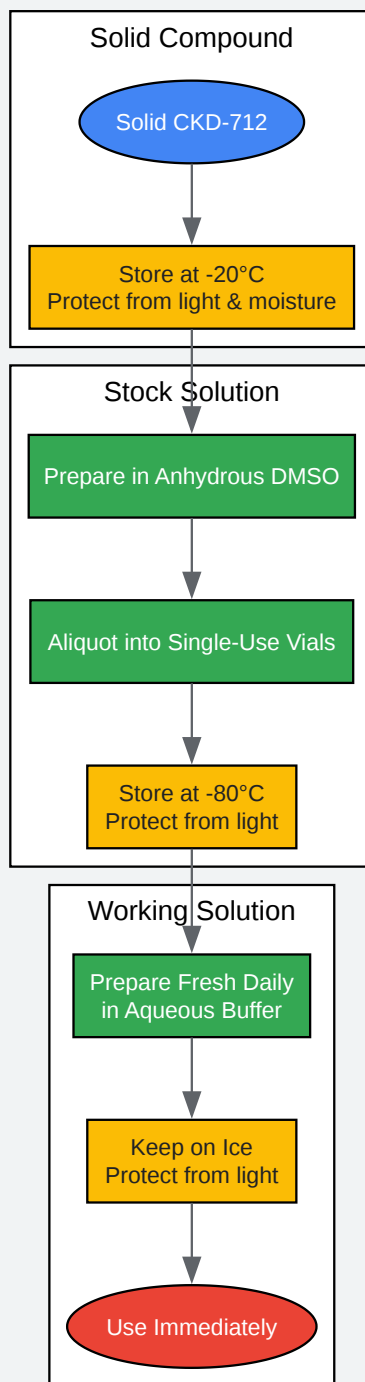 Solid Compound
Solid CKD-712
Store at -20°C
Protect from light & moisture
Stock Solution
Prepare in Anhydrous DMSO
Aliquot into Single-Use Vials
Store at -80°C
Protect from light
Working Solution
Prepare Fresh Daily
in Aqueous Buffer
Keep on Ice
Protect from light
Use Immediately